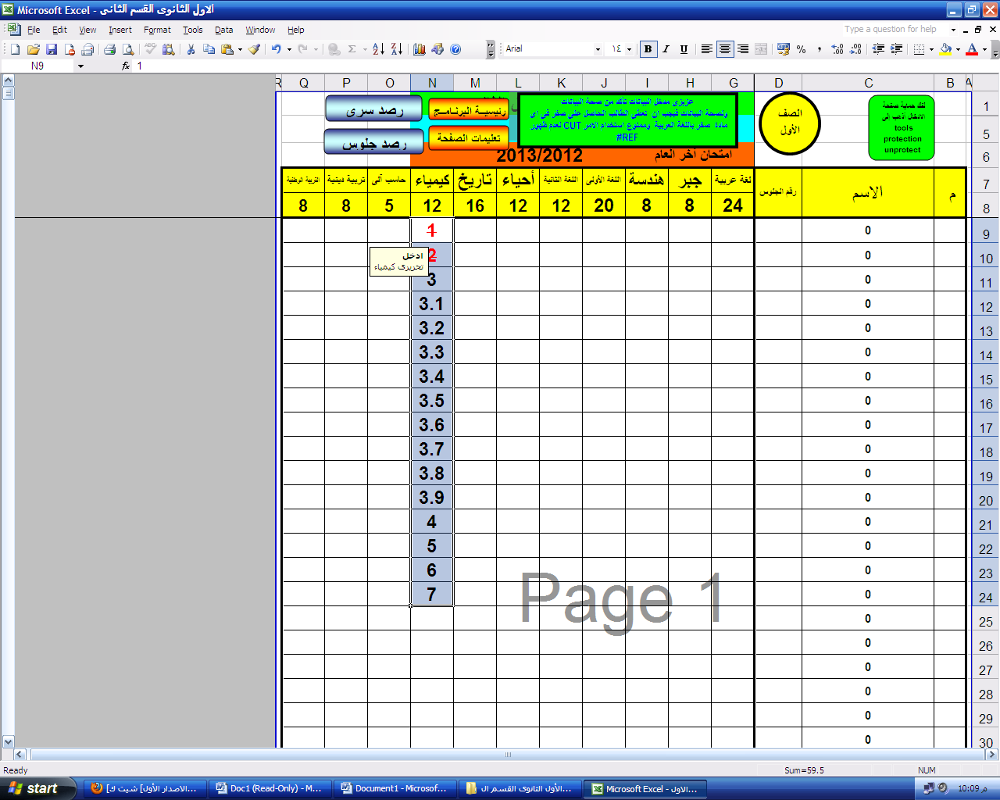 Microsoft Excel - الاول الثانوى القسم الثانى
File Edit View Insert Format Tools Data Window Help
Type a question for help
Arial ١٤ B I U
N9 fx 1
R Q P O N M L K J I H G D C B A
1
5
6
7
8
رصد سرى
رئيسية البرنامج
رصد جلوس
تعليمات الصفحة
عزيزى مدخل البيانات تأكد من صحة البيانات
ولصحة البيانات فيجب ان تعطى الطالب الحاصل على صفر فى اى
مادة صفر باللغة العربية وممنوع استخدام الامر CUT لعدم ظهور
#REF
الصف
الأول
لفك حماية صفحة
الادخال أذهب الى
tools
protection
unprotect
امتحان أخر العام 2013/2012
م الاسم رقم الجلوس لغة عربية جبر هندسة اللغة الأولى اللغة الثانية أحياء تاريخ كيمياء حاسب ألى تربية دينية التربية الوطنية
8 8 5 12 16 12 12 20 8 8 24
1 0 9
2 0 10
ادخل
تحريرى كيمياء
3 0 11
3.1 0 12
3.2 0 13
3.3 0 14
3.4 0 15
3.5 0 16
3.6 0 17
3.7 0 18
3.8 0 19
3.9 0 20
4 0 21
5 0 22
6 0 23
7 0 24
Page 1
0 25
0 26
0 27
0 28
0 29
0 30
Ready Sum=59.5 NUM
start
[الاصدار الأول] شيت ك...
Doc1 (Read-Only) - M...
Document1 - Microsof...
الأول الثانوى القسم ال...
Microsoft Excel - الاول...
10:09 م